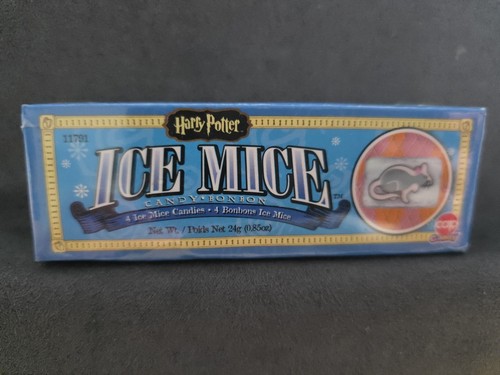 Harry Potter
11791
ICE MICE
CANDY • BONBON
4 Ice Mice Candies • 4 Bonbons Ice Mice
Net Wt. / Poids Net 24g (0.85oz)